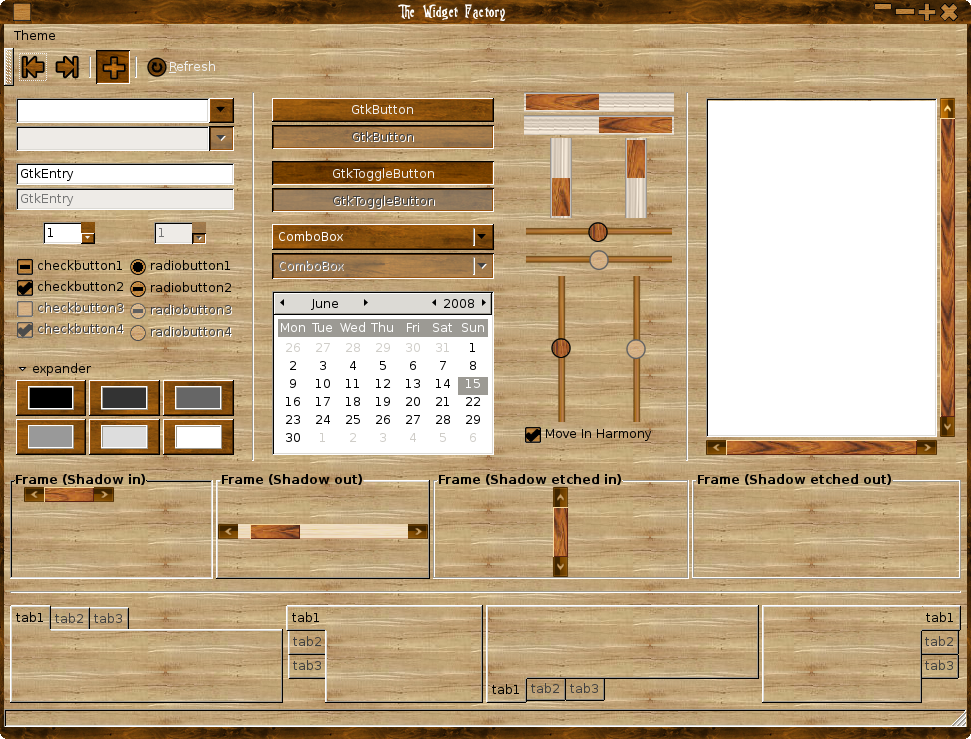 The Widget Factory
Theme
Refresh
GtkEntry
GtkEntry
1 1
checkbutton1 radiobutton1
checkbutton2 radiobutton2
checkbutton3 radiobutton3
checkbutton4 radiobutton4
expander
GtkButton
GtkButton
GtkToggleButton
GtkToggleButton
ComboBox
ComboBox
June 2008
Mon Tue Wed Thu Fri Sat Sun
26 27 28 29 30 31 1
2 3 4 5 6 7 8
9 10 11 12 13 14 15
16 17 18 19 20 21 22
23 24 25 26 27 28 29
30 1 2 3 4 5 6
Move In Harmony
Frame (Shadow in) Frame (Shadow out) Frame (Shadow etched in) Frame (Shadow etched out)
tab1 tab2 tab3
tab1
tab2
tab3
tab1 tab2 tab3
tab1
tab2
tab3